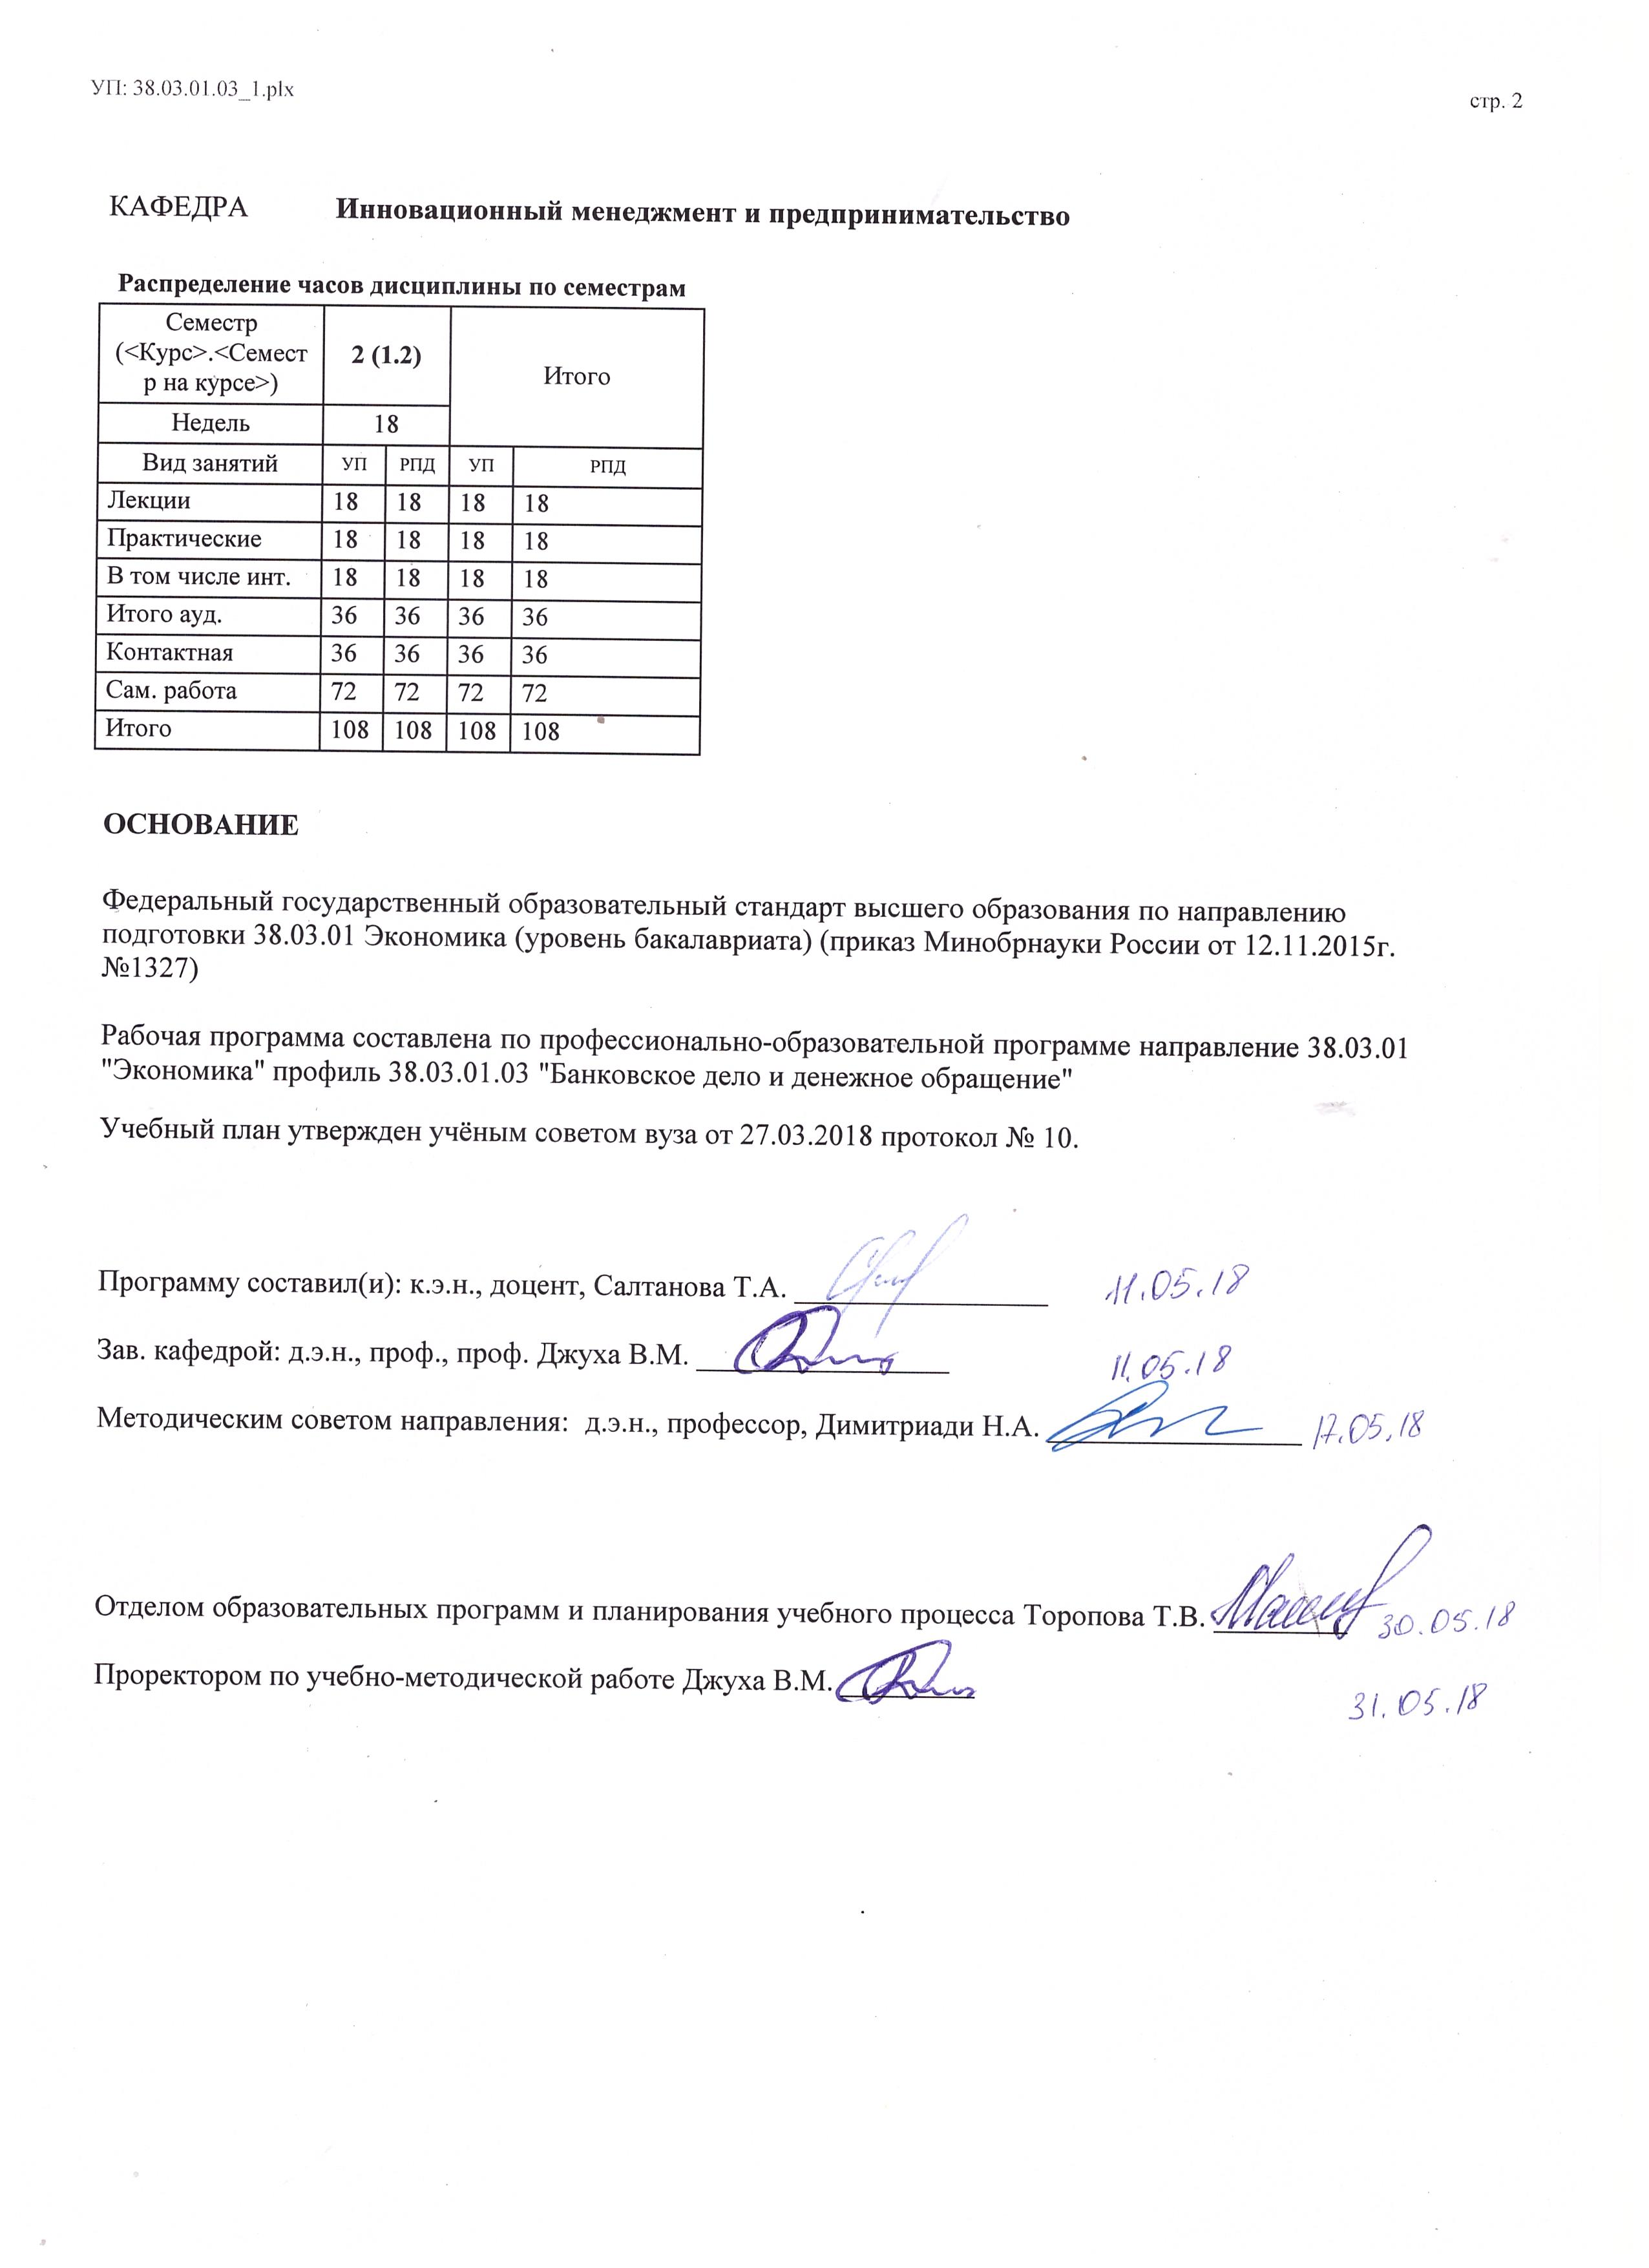 УП: 38.03.01.03_1.plx
стр. 2
КАФЕДРА Инновационный менеджмент и предпринимательство
Распределение часов дисциплины по семестрам
Семестр
(<Курс>.<Семест
р на курсе>)
2 (1.2)
Итого
Недель 18
Вид занятий УП РПД УП РПД
Лекции 18 18 18 18
Практические 18 18 18 18
В том числе инт. 18 18 18 18
Итого ауд. 36 36 36 36
Контактная 36 36 36 36
Сам. работа 72 72 72 72
Итого 108 108 108 108
ОСНОВАНИЕ
Федеральный государственный образовательный стандарт высшего образования по направлению
подготовки 38.03.01 Экономика (уровень бакалавриата) (приказ Минобрнауки России от 12.11.2015г.
№1327)
Рабочая программа составлена по профессионально-образовательной программе направление 38.03.01
"Экономика" профиль 38.03.01.03 "Банковское дело и денежное обращение"
Учебный план утвержден учёным советом вуза от 27.03.2018 протокол № 10.
Программу составил(и): к.э.н., доцент, Салтанова Т.А. 11.05.18
Зав. кафедрой: д.э.н., проф., проф. Джуха В.М. 11.05.18
Методическим советом направления: д.э.н., профессор, Димитриади Н.А. 17.05.18
Отделом образовательных программ и планирования учебного процесса Торопова Т.В. 30.05.18
Проректором по учебно-методической работе Джуха В.М. 31.05.18